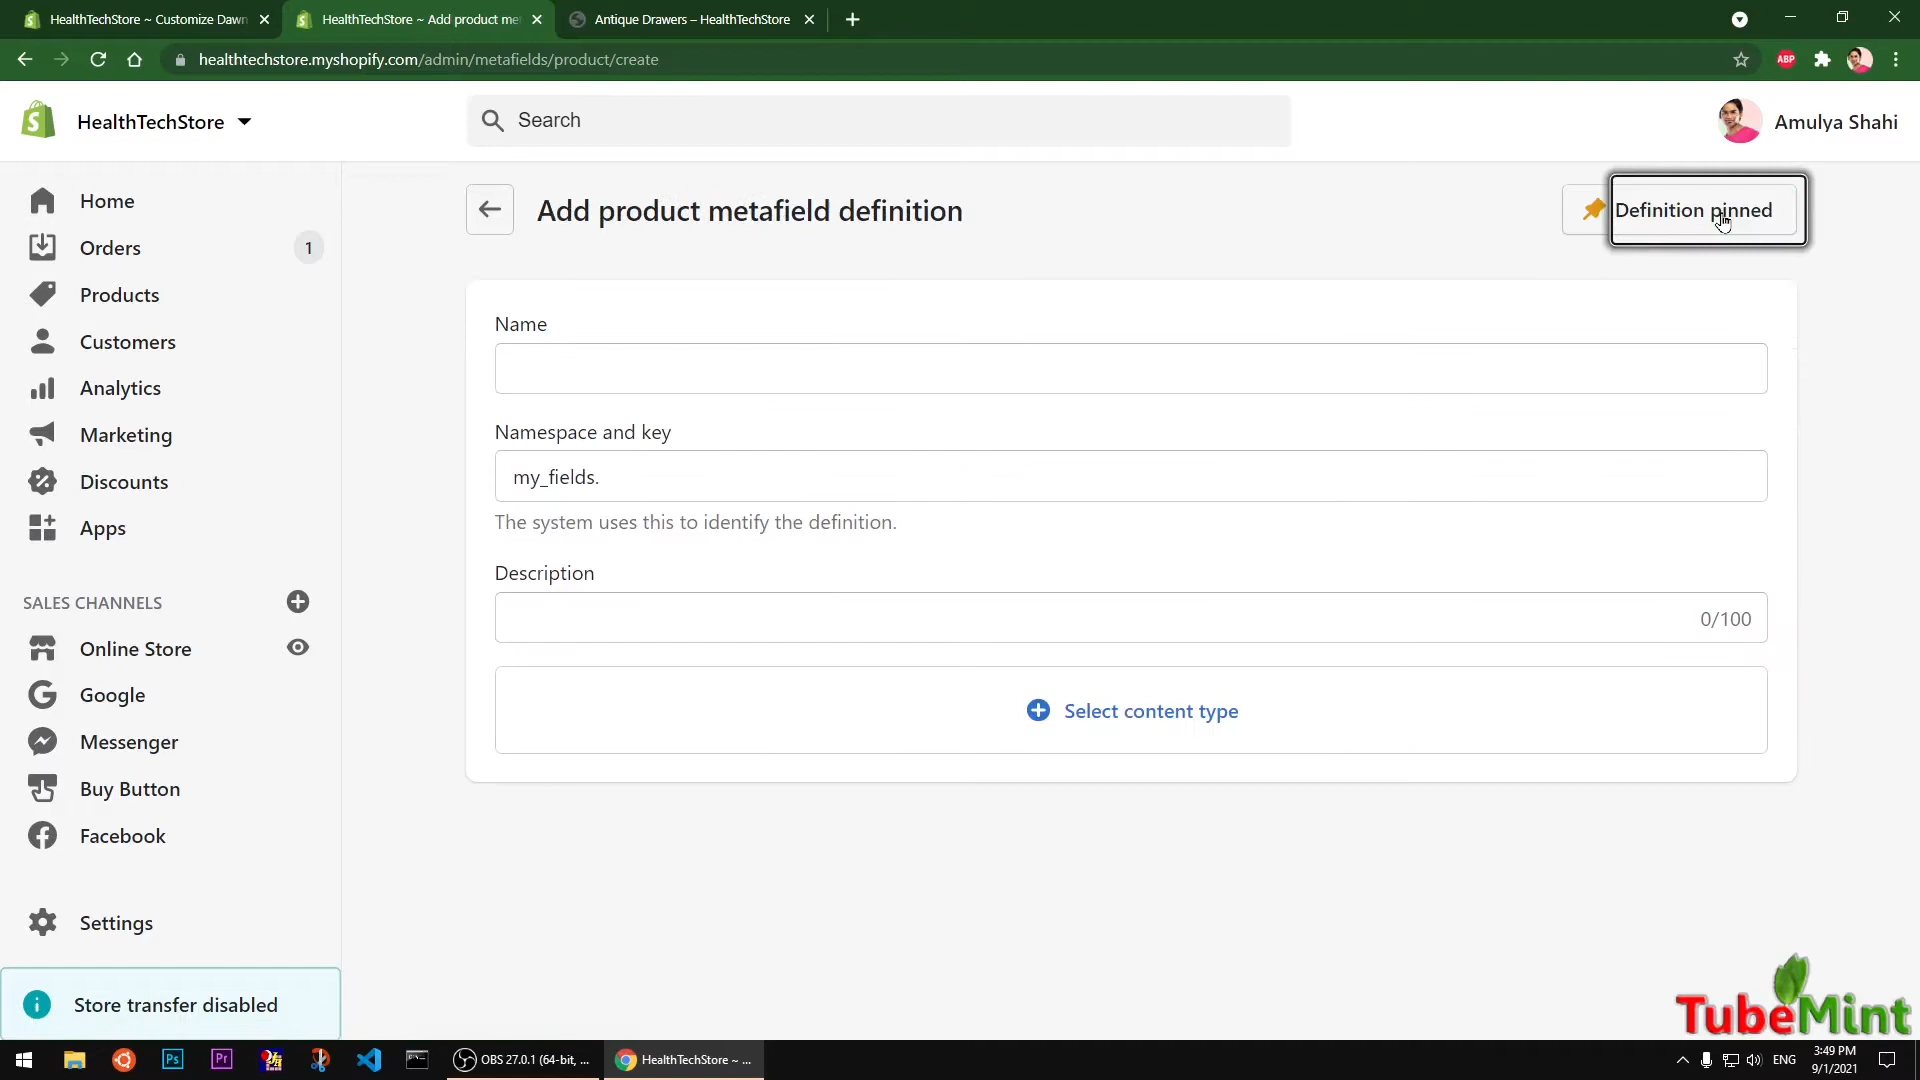 HealthTechStore ~ Customize Dawn
HealthTechStore ~ Add product me
Antique Drawers – HealthTechStore
healthtechstore.myshopify.com/admin/metafields/product/create
ABP
HealthTechStore
Search
Amulya Shahi
Home
Orders
1
Products
Customers
Analytics
Marketing
Discounts
Apps
SALES CHANNELS
Online Store
Google
Messenger
Buy Button
Facebook
Settings
Store transfer disabled
Add product metafield definition
Definition pinned
Name
Namespace and key
my_fields.
The system uses this to identify the definition.
Description
0/100
Select content type
TubeMint
Ps
Pr
OBS 27.0.1 (64-bit, ...
HealthTechStore ~ ...
ENG
3:49 PM
9/1/2021